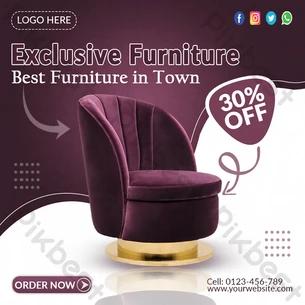 LOGO HERE
Exclusive Furniture
Best Furniture in Town
30%
OFF
ORDER NOW
Cell: 0123-456-789
www.yourwebsite.com
Pikbest